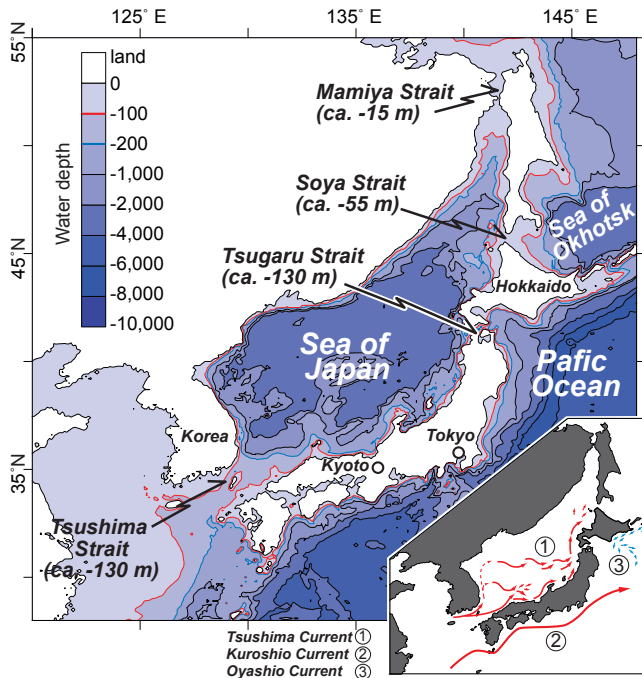 125°E
135°E
145°E
55°N
45°N
35°N
125°E
135°E
145°E
Water depth
land
0
-100
-200
-1,000
-2,000
-4,000
-6,000
-8,000
-10,000
Mamiya Strait
(ca. -15 m)
Soya Strait
(ca. -55 m)
Tsugaru Strait
(ca. -130 m)
Sea of
Okhotsk
Hokkaido
Sea of
Japan
Pafic
Ocean
Korea
Kyoto
Tokyo
Tsushima
Strait
(ca. -130 m)
1
2
3
Tsushima Current ①
Kuroshio Current ②
Oyashio Current ③